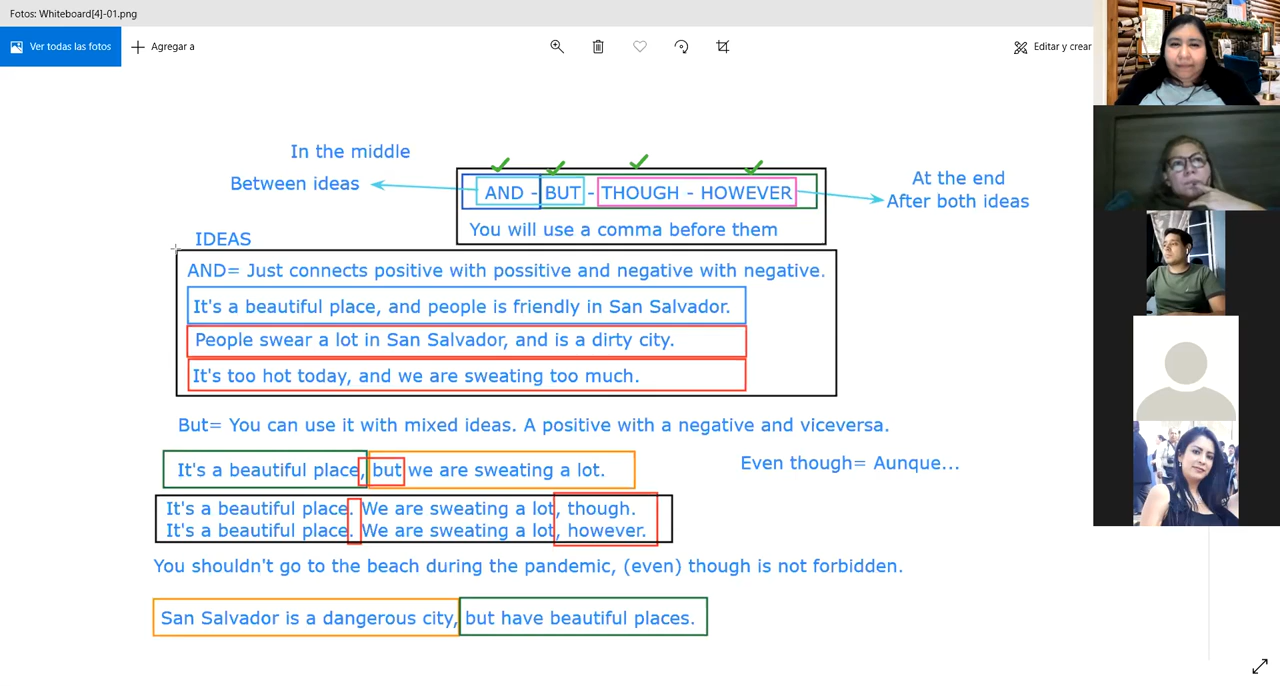 Fotos: Whiteboard[4]-01.png
Ver todas las fotos
Agregar a
Editar y crear
In the middle
Between ideas
AND - BUT - THOUGH - HOWEVER
You will use a comma before them
At the end
After both ideas
IDEAS
AND= Just connects positive with possitive and negative with negative.
It's a beautiful place, and people is friendly in San Salvador.
People swear a lot in San Salvador, and is a dirty city.
It's too hot today, and we are sweating too much.
But= You can use it with mixed ideas. A positive with a negative and viceversa.
It's a beautiful place, but we are sweating a lot.
Even though= Aunque...
It's a beautiful place. We are sweating a lot, though.
It's a beautiful place. We are sweating a lot, however.
You shouldn't go to the beach during the pandemic, (even) though is not forbidden.
San Salvador is a dangerous city, but have beautiful places.